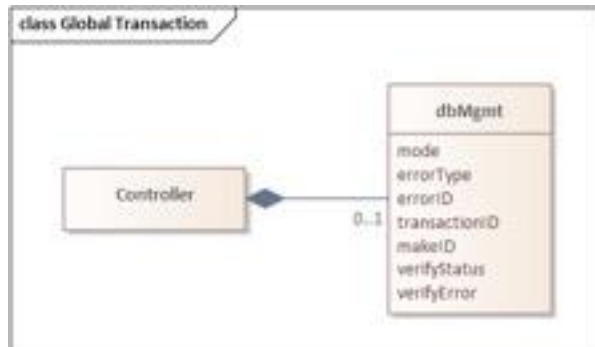 class Global Transaction
dbMgmt
mode
errorType
Controller
errorID
0..1
transactionID
makeID
verifyStatus
verifyError